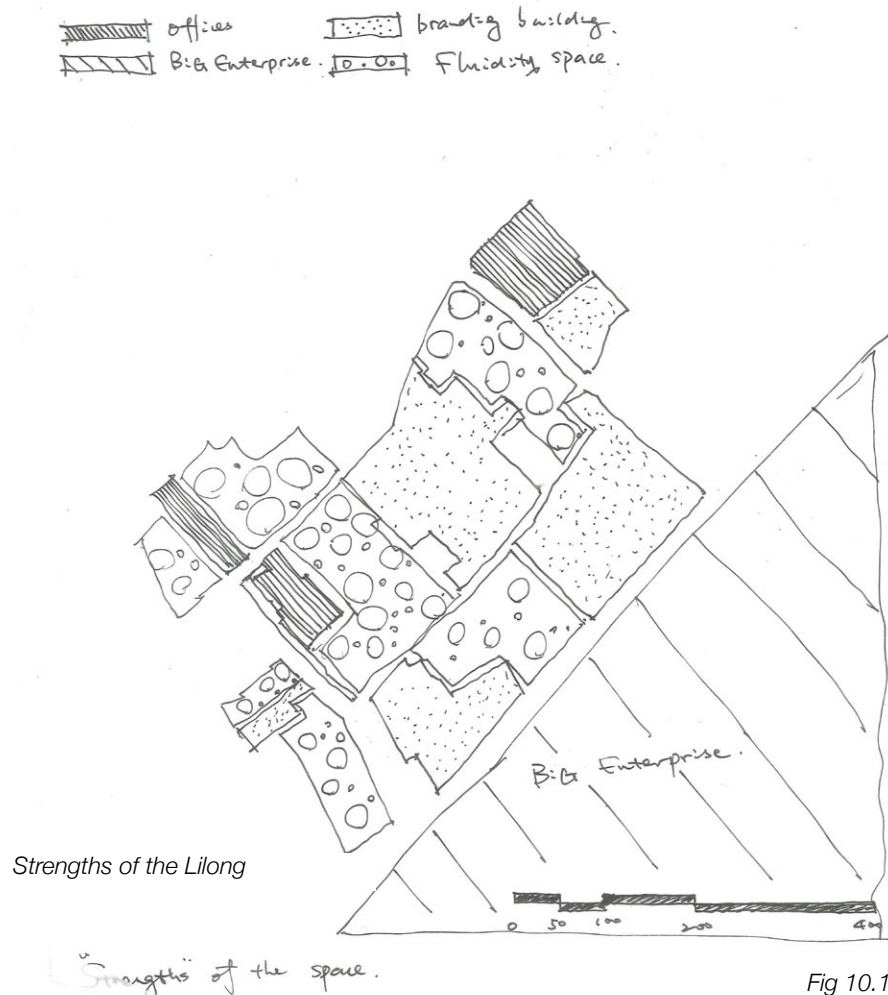 offices
branding building.
BiG Enterprise.
Fluidity space.
BiG Enterprise.
Strengths of the Lilong
0 50 100 200 400
"Strengths" of the space.
Fig 10.1